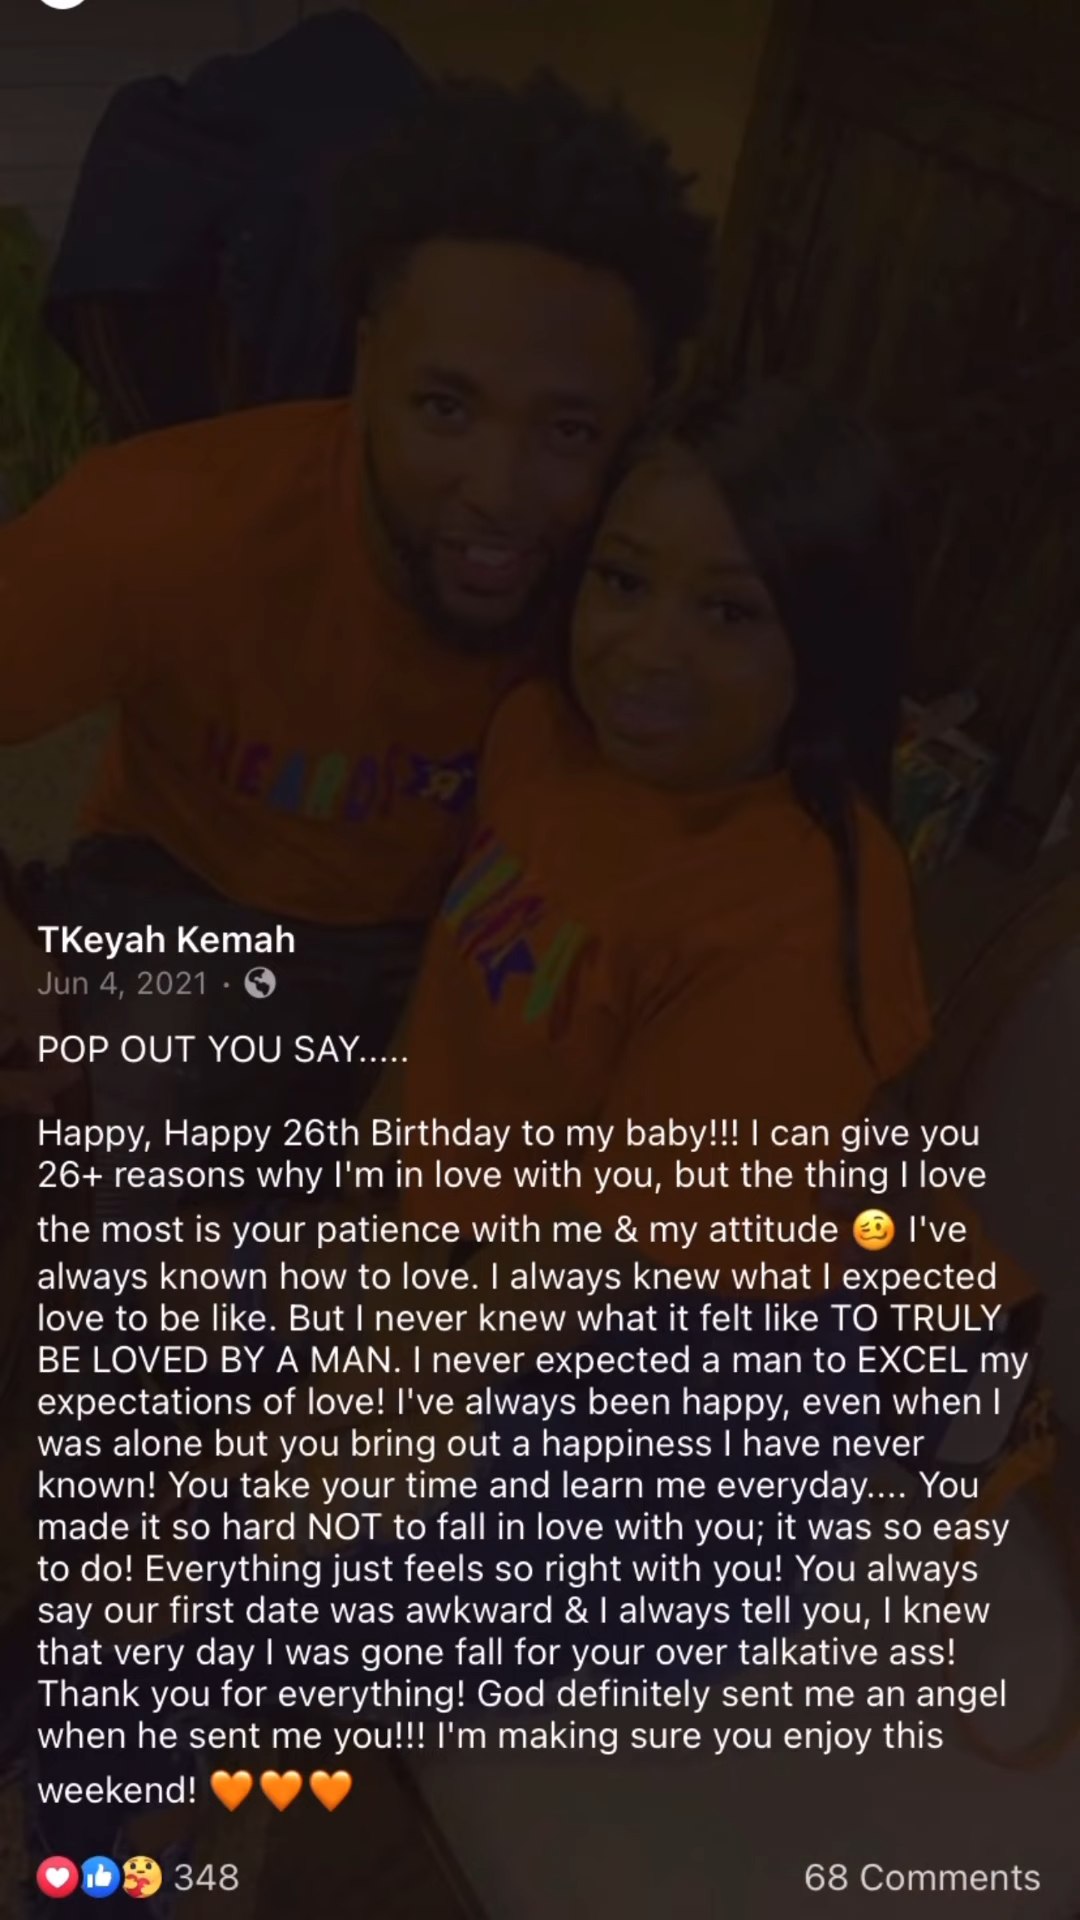 TKeyah Kemah
Jun 4, 2021 ·
POP OUT YOU SAY.....
Happy, Happy 26th Birthday to my baby!!! I can give you
26+ reasons why I'm in love with you, but the thing I love
the most is your patience with me & my attitude 🥴 I've
always known how to love. I always knew what I expected
love to be like. But I never knew what it felt like TO TRULY
BE LOVED BY A MAN. I never expected a man to EXCEL my
expectations of love! I've always been happy, even when I
was alone but you bring out a happiness I have never
known! You take your time and learn me everyday.... You
made it so hard NOT to fall in love with you; it was so easy
to do! Everything just feels so right with you! You always
say our first date was awkward & I always tell you, I knew
that very day I was gone fall for your over talkative ass!
Thank you for everything! God definitely sent me an angel
when he sent me you!!! I'm making sure you enjoy this
weekend! 🧡🧡🧡
348
68 Comments